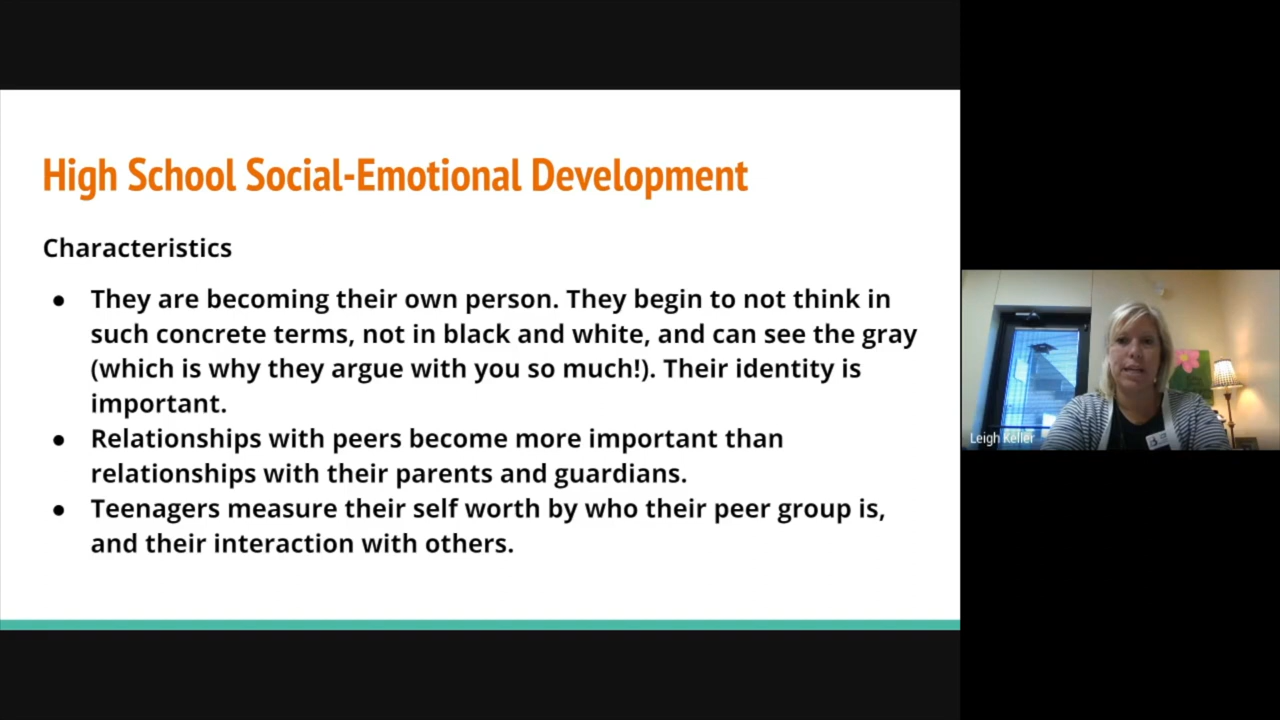 High School Social-Emotional Development
Characteristics
● They are becoming their own person. They begin to not think in
such concrete terms, not in black and white, and can see the gray
(which is why they argue with you so much!). Their identity is
important.
● Relationships with peers become more important than
relationships with their parents and guardians.
● Teenagers measure their self worth by who their peer group is,
and their interaction with others.
Leigh Keller